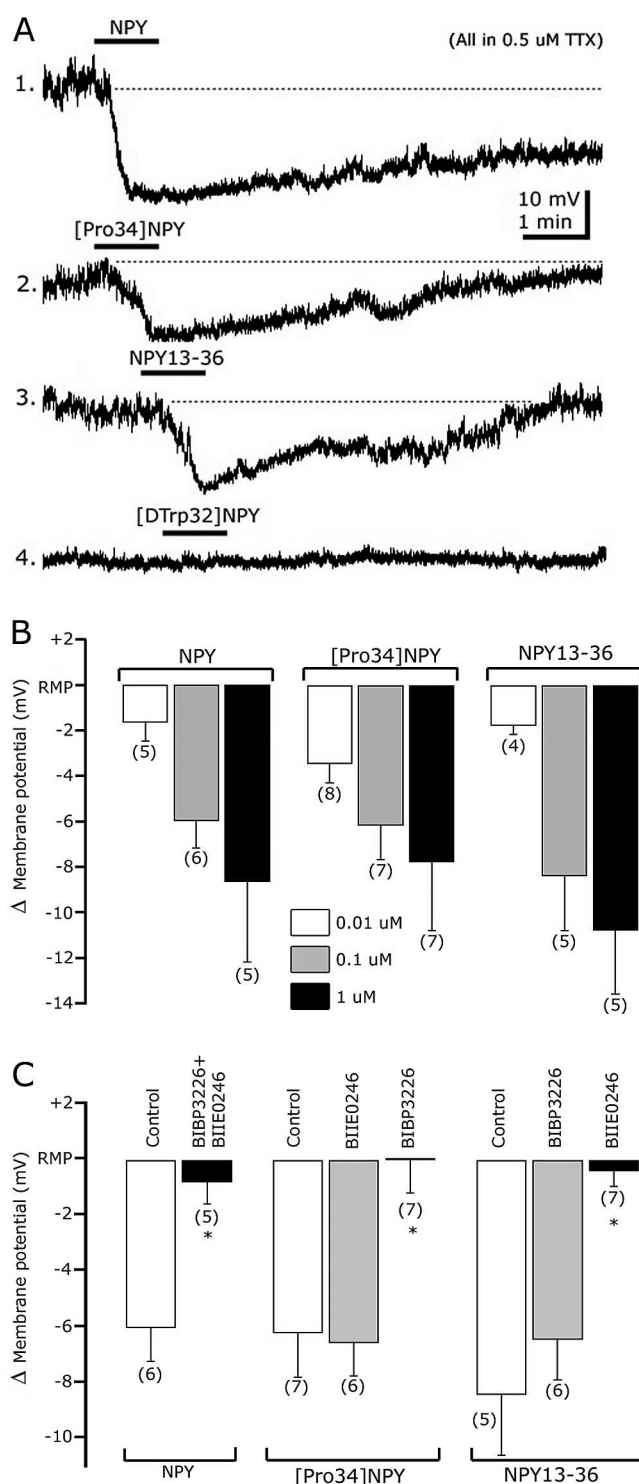 A
NPY
(All in 0.5 uM TTX)
1.
10 mV
1 min
[Pro34]NPY
2.
NPY13-36
3.
[DTrp32]NPY
4.
B
NPY
[Pro34]NPY
NPY13-36
Δ Membrane potential (mV)
+2
RMP
-2
-4
-6
-8
-10
-12
-14
(5)
(6)
(5)
(8)
(7)
(7)
(4)
(5)
(5)
0.01 uM
0.1 uM
1 uM
C
Control
BIBP3226+
BIIE0246
Control
BIIE0246
BIBP3226
Control
BIBP3226
BIIE0246
Δ Membrane potential (mV)
+2
RMP
-2
-4
-6
-8
-10
(6)
(5)
*
(7)
(6)
(7)
*
(5)
(6)
(7)
*
NPY
[Pro34]NPY
NPY13-36